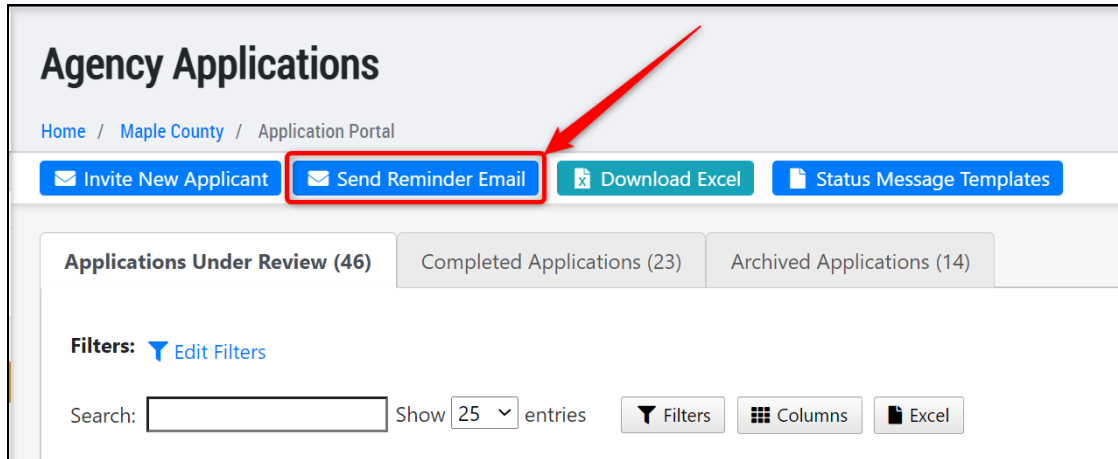 Agency Applications
Home / Maple County / Application Portal
Invite New Applicant Send Reminder Email Download Excel Status Message Templates
Applications Under Review (46) Completed Applications (23) Archived Applications (14)
Filters: Edit Filters
Search: Show 25 entries Filters Columns Excel